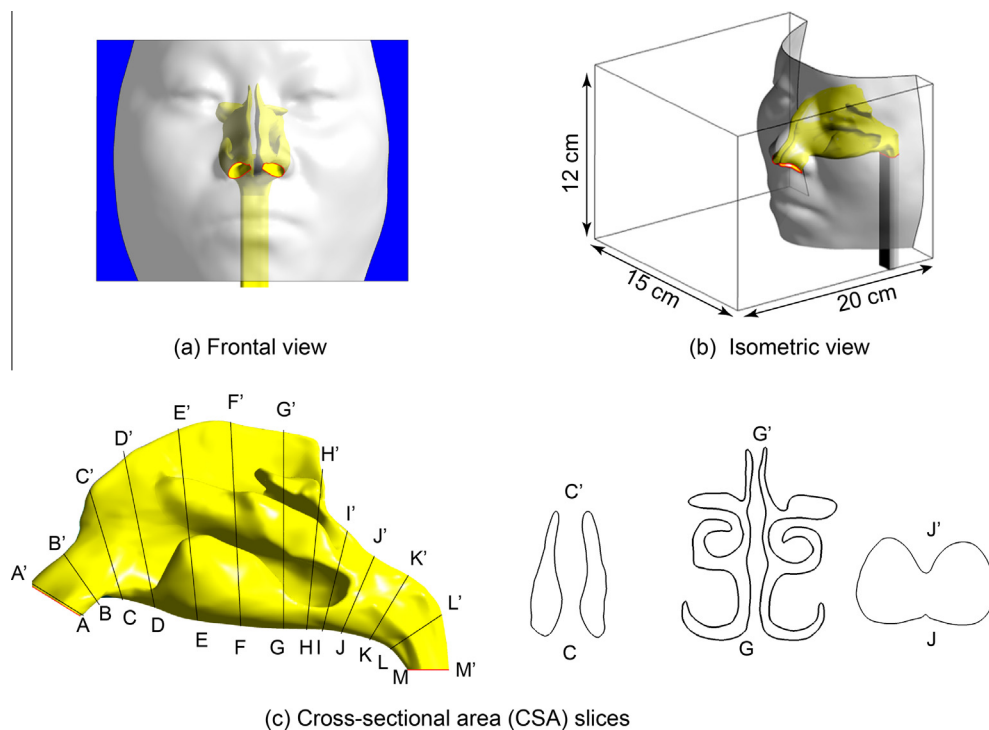 12 cm
15 cm
20 cm
(a) Frontal view
(b) Isometric view
A'
B'
C'
D'
E'
F'
G'
H'
I'
J'
K'
L'
M'
A
B
C
D
E
F
G
H
I
J
K
L
M
C'
C
G'
G
J'
J
(c) Cross-sectional area (CSA) slices